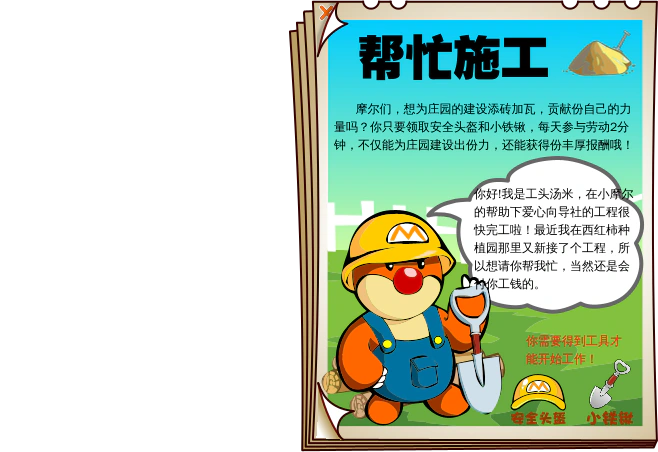 帮忙施工
摩尔们，想为庄园的建设添砖加瓦，贡献份自己的力
量吗？你只要领取安全头盔和小铁锹，每天参与劳动2分
钟，不仅能为庄园建设出份力，还能获得份丰厚报酬哦！
你好!我是工头汤米，在小摩尔
的帮助下爱心向导社的工程很
快完工啦！最近我在西红柿种
植园那里又新接了个工程，所
以想请你帮我忙，当然还是会
付你工钱的。
你需要得到工具才
能开始工作！
安全头盔
小铁锹